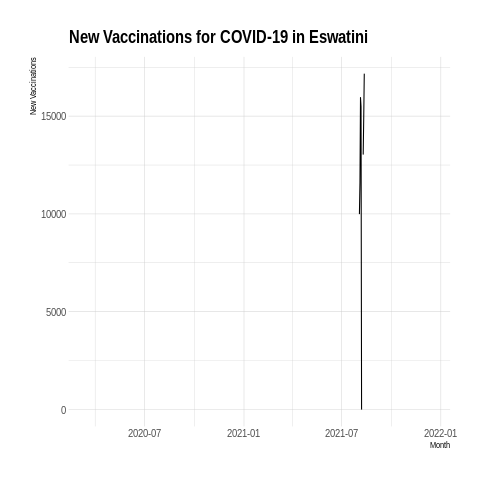 New Vaccinations for COVID-19 in Eswatini
New Vaccinations
15000
10000
5000
0
2020-07
2021-01
2021-07
2022-01
Month